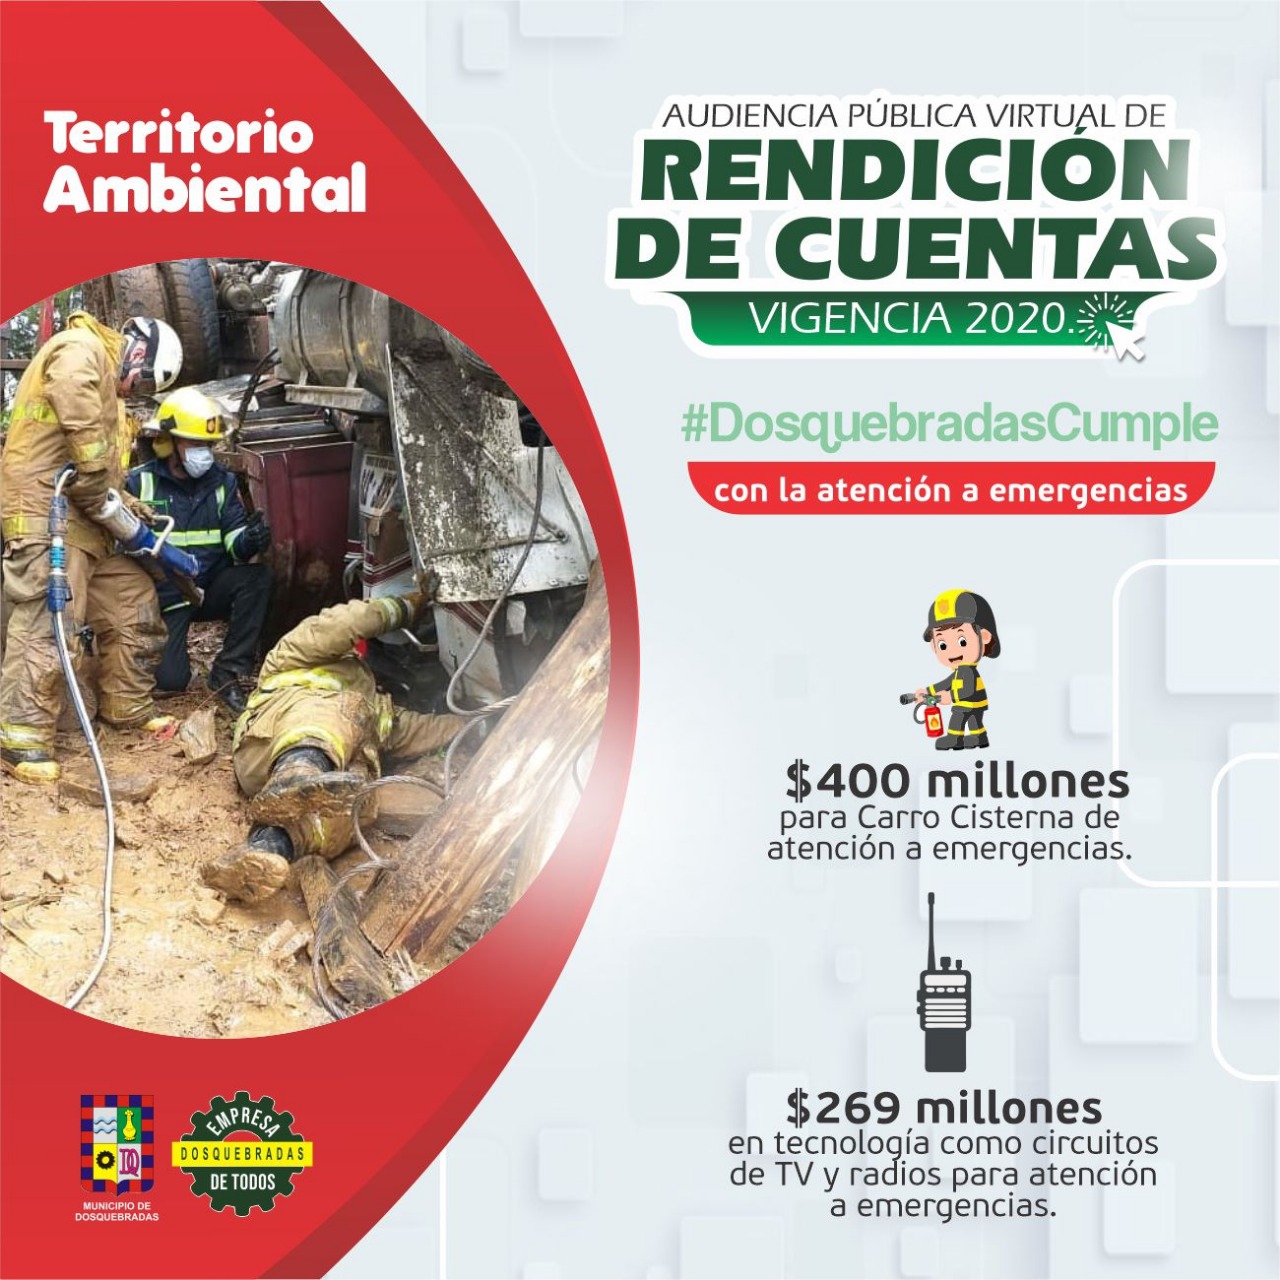 Territorio
Ambiental
AUDIENCIA PÚBLICA VIRTUAL DE
RENDICIÓN
DE CUENTAS
VIGENCIA 2020.
#DosquebradasCumple
con la atención a emergencias
$400 millones
para Carro Cisterna de
atención a emergencias.
$269 millones
en tecnología como circuitos
de TV y radios para atención
a emergencias.
DQ
MUNICIPIO DE
DOSQUEBRADAS
EMPRESA
DOSQUEBRADAS
DE TODOS